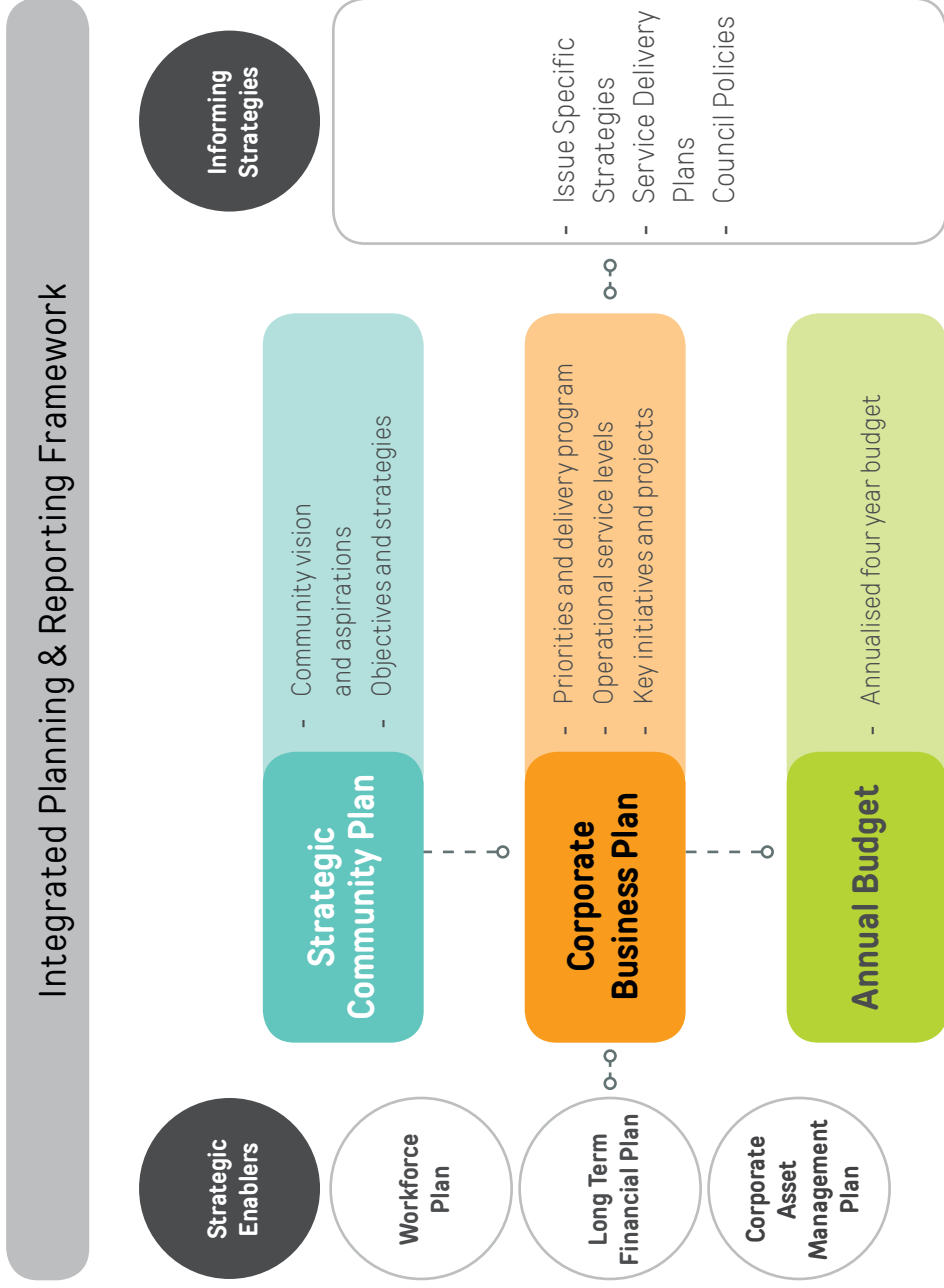 Integrated Planning & Reporting Framework
Strategic
Enablers
Workforce
Plan
Long Term
Financial Plan
Corporate
Asset
Management
Plan
Strategic
Community Plan
- Community vision
and aspirations
- Objectives and strategies
Corporate
Business Plan
- Priorities and delivery program
- Operational service levels
- Key initiatives and projects
Annual Budget
- Annualised four year budget
Informing
Strategies
- Issue Specific
Strategies
- Service Delivery
Plans
- Council Policies